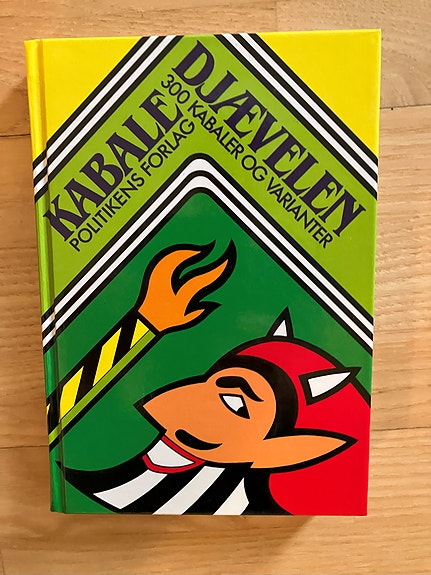 KABALE
DJÆVELEN
POLITIKENS FORLAG
300 KABALER OG VARIANTER